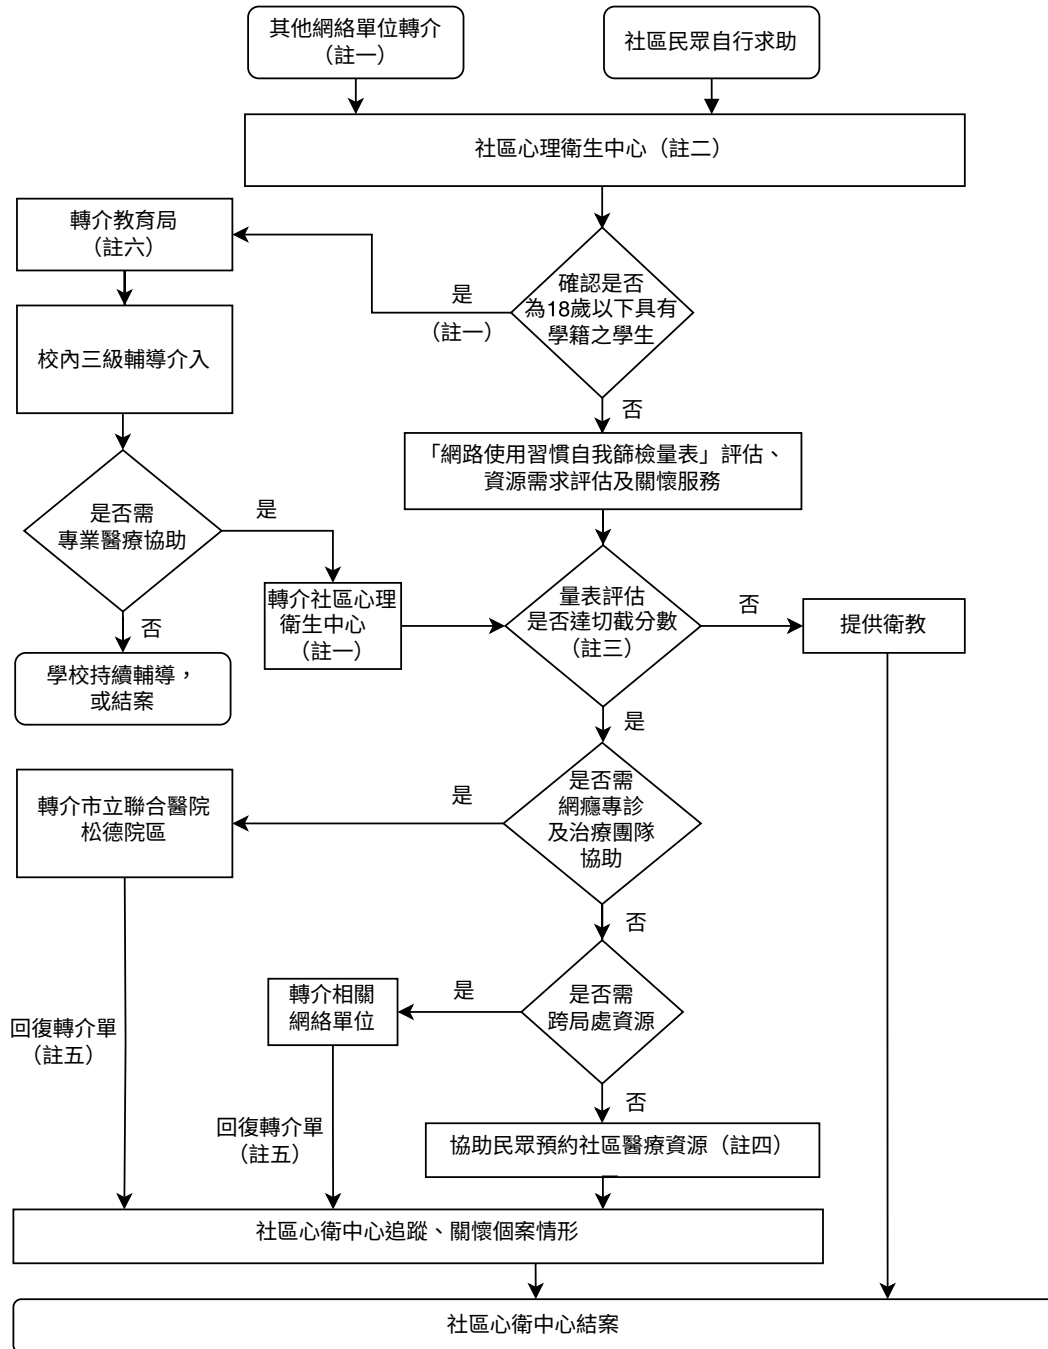 其他網絡單位轉介
（註一）
社區民眾自行求助
社區心理衛生中心（註二）
轉介教育局
（註六）
確認是否
為18歲以下具有
學籍之學生
是
（註一）
校內三級輔導介入
否
「網路使用習慣自我篩檢量表」評估、
資源需求評估及關懷服務
是否需
專業醫療協助
是
轉介社區心理
衛生中心
（註一）
量表評估
是否達切截分數
（註三）
否
提供衛教
否
學校持續輔導，
或結案
是
轉介市立聯合醫院
松德院區
是
是否需
網癮專診
及治療團隊
協助
否
轉介相關
網絡單位
是
是否需
跨局處資源
回復轉介單
（註五）
否
回復轉介單
（註五）
協助民眾預約社區醫療資源（註四）
社區心衛中心追蹤、關懷個案情形
社區心衛中心結案